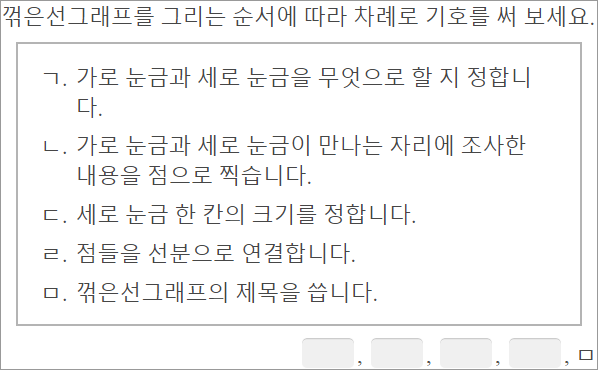 꺾은선그래프를 그리는 순서에 따라 차례로 기호를 써 보세요.
ㄱ. 가로 눈금과 세로 눈금을 무엇으로 할 지 정합니
다.
ㄴ. 가로 눈금과 세로 눈금이 만나는 자리에 조사한
내용을 점으로 찍습니다.
ㄷ. 세로 눈금 한 칸의 크기를 정합니다.
ㄹ. 점들을 선분으로 연결합니다.
ㅁ. 꺾은선그래프의 제목을 씁니다.
, , , , ㅁ